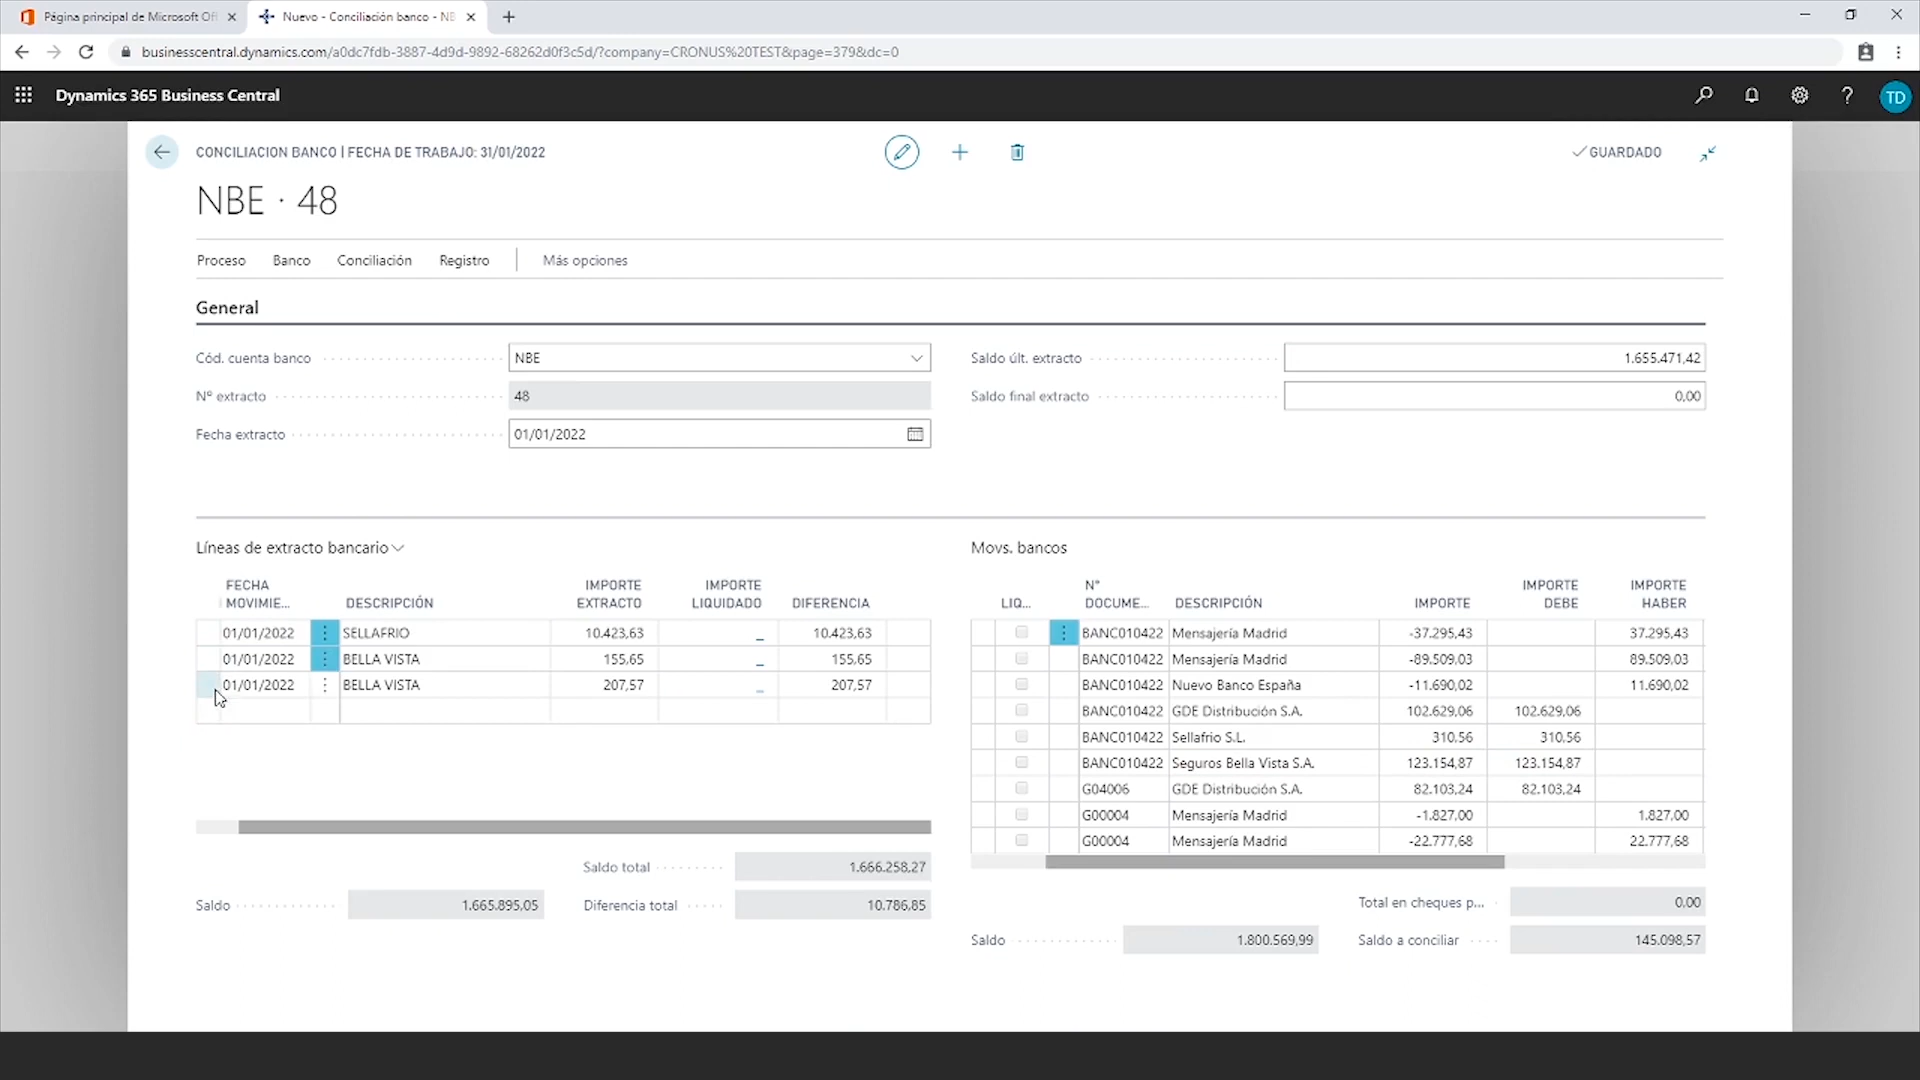 Página principal de Microsoft Of
Nuevo - Conciliación banco - NB
businesscentral.dynamics.com/a0dc7fdb-3887-4d9d-9892-68262d0f3c5d/?company=CRONUS%20TEST&page=379&dc=0
Dynamics 365 Business Central
TD
CONCILIACION BANCO | FECHA DE TRABAJO: 31/01/2022
GUARDADO
NBE · 48
Proceso Banco Conciliación Registro Más opciones
General
Cód. cuenta banco NBE Saldo últ. extracto 1.655.471,42
Nº extracto 48 Saldo final extracto 0,00
Fecha extracto 01/01/2022
Líneas de extracto bancario
FECHA MOVIMIE... DESCRIPCIÓN IMPORTE EXTRACTO IMPORTE LIQUIDADO DIFERENCIA
01/01/2022 SELLAFRIO 10.423,63 _ 10.423,63
01/01/2022 BELLA VISTA 155,65 _ 155,65
01/01/2022 BELLA VISTA 207,57 _ 207,57
Saldo total 1.666.258,27
Saldo 1.665.895,05 Diferencia total 10.786,85
Movs. bancos
LIQ... N° DOCUME... DESCRIPCIÓN IMPORTE IMPORTE DEBE IMPORTE HABER
BANC010422 Mensajería Madrid -37.295,43 37.295,43
BANC010422 Mensajería Madrid -89.509,03 89.509,03
BANC010422 Nuevo Banco España -11.690,02 11.690,02
BANC010422 GDE Distribución S.A. 102.629,06 102.629,06
BANC010422 Sellafrio S.L. 310,56 310,56
BANC010422 Seguros Bella Vista S.A. 123.154,87 123.154,87
G04006 GDE Distribución S.A. 82.103,24 82.103,24
G00004 Mensajería Madrid -1.827,00 1.827,00
G00004 Mensajería Madrid -22.777,68 22.777,68
Total en cheques p... 0,00
Saldo 1.800.569,99 Saldo a conciliar 145.098,57